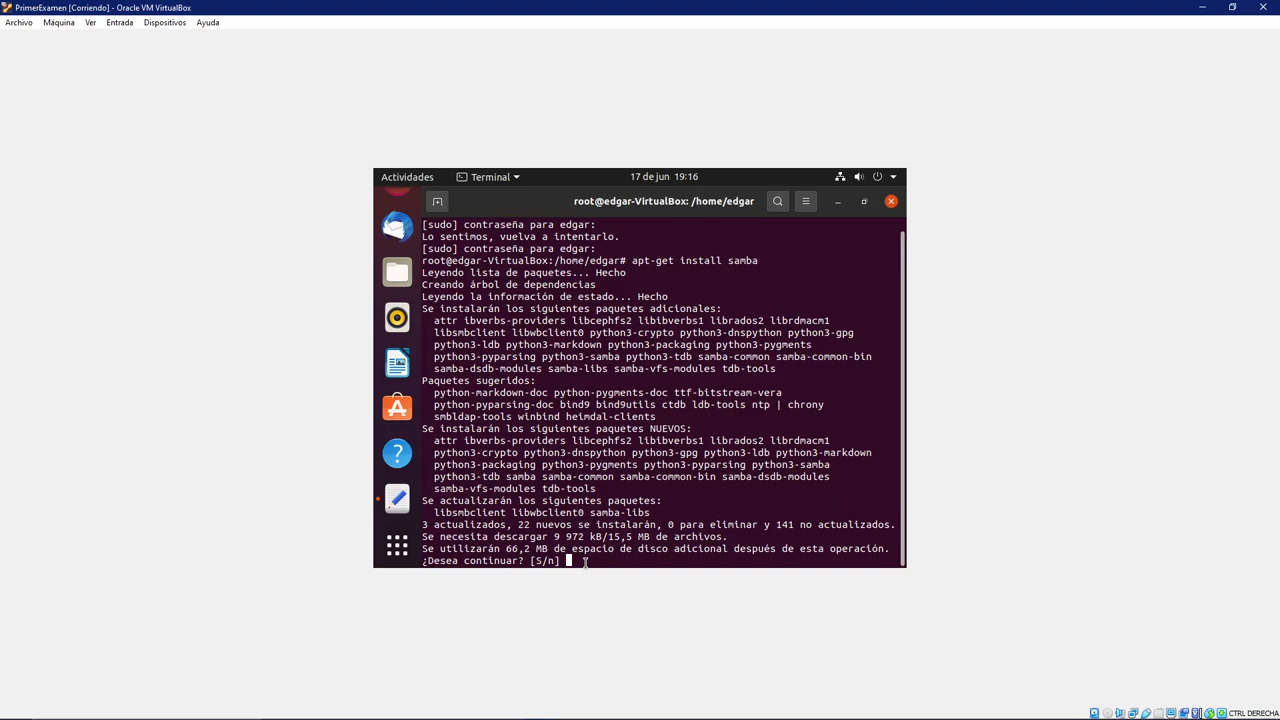 PrimerExamen [Corriendo] - Oracle VM VirtualBox
Archivo Máquina Ver Entrada Dispositivos Ayuda
Actividades Terminal 17 de jun 19:16
root@edgar-VirtualBox: /home/edgar
[sudo] contraseña para edgar:
Lo sentimos, vuelva a intentarlo.
[sudo] contraseña para edgar:
root@edgar-VirtualBox:/home/edgar# apt-get install samba
Leyendo lista de paquetes... Hecho
Creando árbol de dependencias
Leyendo la información de estado... Hecho
Se instalarán los siguientes paquetes adicionales:
attr ibverbs-providers libcephfs2 libibverbs1 librados2 librdmacm1
libsmbclient libwbclient0 python3-crypto python3-dnspython python3-gpg
python3-ldb python3-markdown python3-packaging python3-pygments
python3-pyparsing python3-samba python3-tdb samba-common samba-common-bin
samba-dsdb-modules samba-libs samba-vfs-modules tdb-tools
Paquetes sugeridos:
python-markdown-doc python-pygments-doc ttf-bitstream-vera
python-pyparsing-doc bind9 bind9utils ctdb ldb-tools ntp | chrony
smbldap-tools winbind heimdal-clients
Se instalarán los siguientes paquetes NUEVOS:
attr ibverbs-providers libcephfs2 libibverbs1 librados2 librdmacm1
python3-crypto python3-dnspython python3-gpg python3-ldb python3-markdown
python3-packaging python3-pygments python3-pyparsing python3-samba
python3-tdb samba samba-common samba-common-bin samba-dsdb-modules
samba-vfs-modules tdb-tools
Se actualizarán los siguientes paquetes:
libsmbclient libwbclient0 samba-libs
3 actualizados, 22 nuevos se instalarán, 0 para eliminar y 141 no actualizados.
Se necesita descargar 9 972 kB/15,5 MB de archivos.
Se utilizarán 66,2 MB de espacio de disco adicional después de esta operación.
¿Desea continuar? [S/n]
CTRL DERECHA